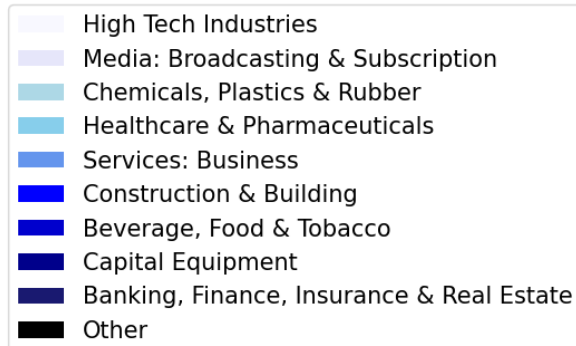 High Tech Industries
Media: Broadcasting & Subscription
Chemicals, Plastics & Rubber
Healthcare & Pharmaceuticals
Services: Business
Construction & Building
Beverage, Food & Tobacco
Capital Equipment
Banking, Finance, Insurance & Real Estate
Other